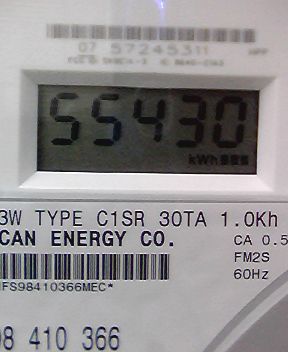 07 57245311
55430
kWh
3W TYPE C1SR 30TA 1.0Kh
CAN ENERGY CO.
CA 0.5
FM2S
60Hz
IFS98410366MEC*
98 410 366